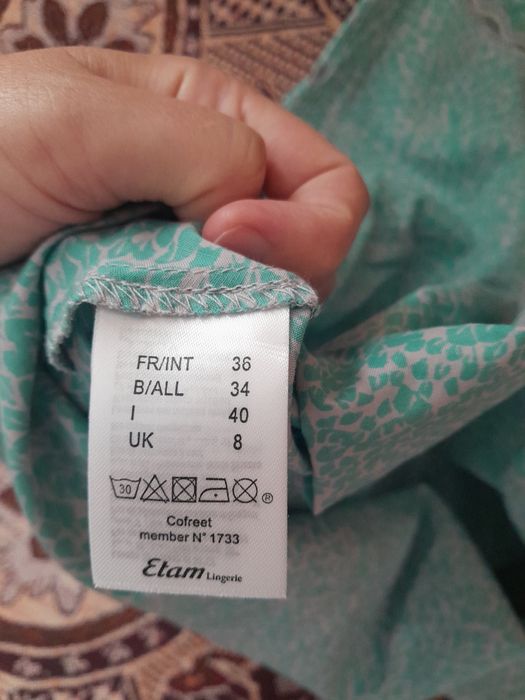 FR/INT 36
B/ALL 34
I 40
UK 8
30 ®
Cofreet
member N° 1733
Etam Lingerie